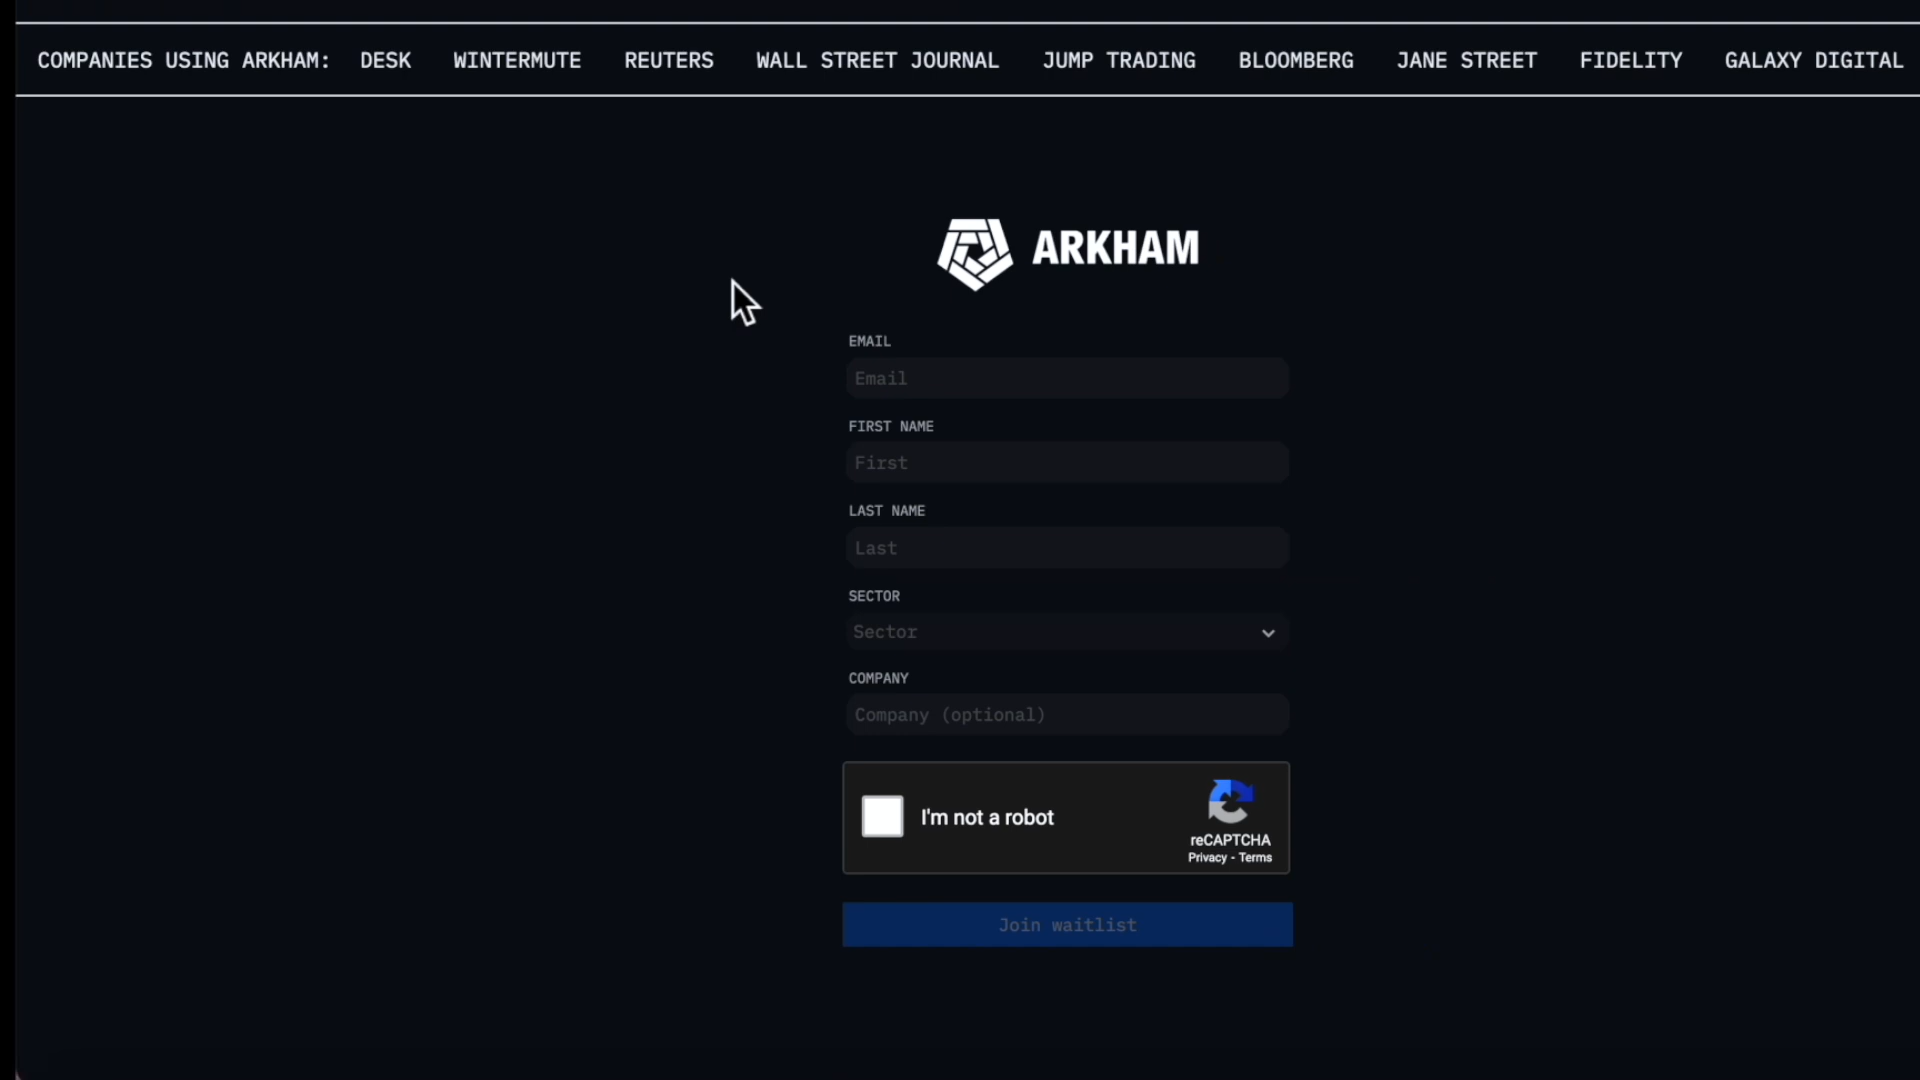 COMPANIES USING ARKHAM: DESK WINTERMUTE REUTERS WALL STREET JOURNAL JUMP TRADING BLOOMBERG JANE STREET FIDELITY GALAXY DIGITAL
ARKHAM
EMAIL
Email
FIRST NAME
First
LAST NAME
Last
SECTOR
Sector
COMPANY
Company (optional)
I'm not a robot
reCAPTCHA
Privacy - Terms
Join waitlist